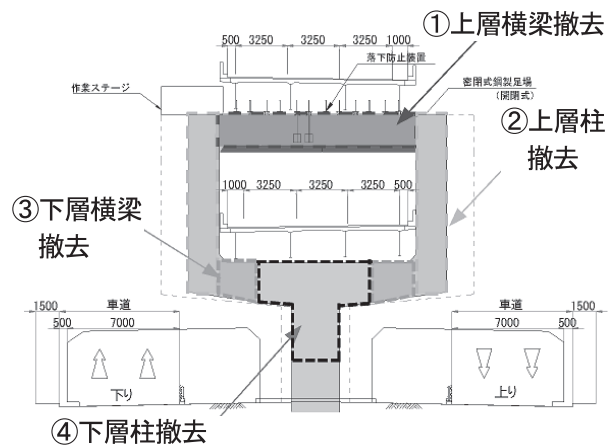 ①上層横梁撤去
500 3250 3250 3250 1000
落下防止装置
作業ステージ
密閉式鋼製足場
(開閉式)
②上層柱
撤去
1000 3250 3250 3250 500
③下層横梁
撤去
1500 車道
500 7000
車道 1500
7000 500
下り
上り
④下層柱撤去